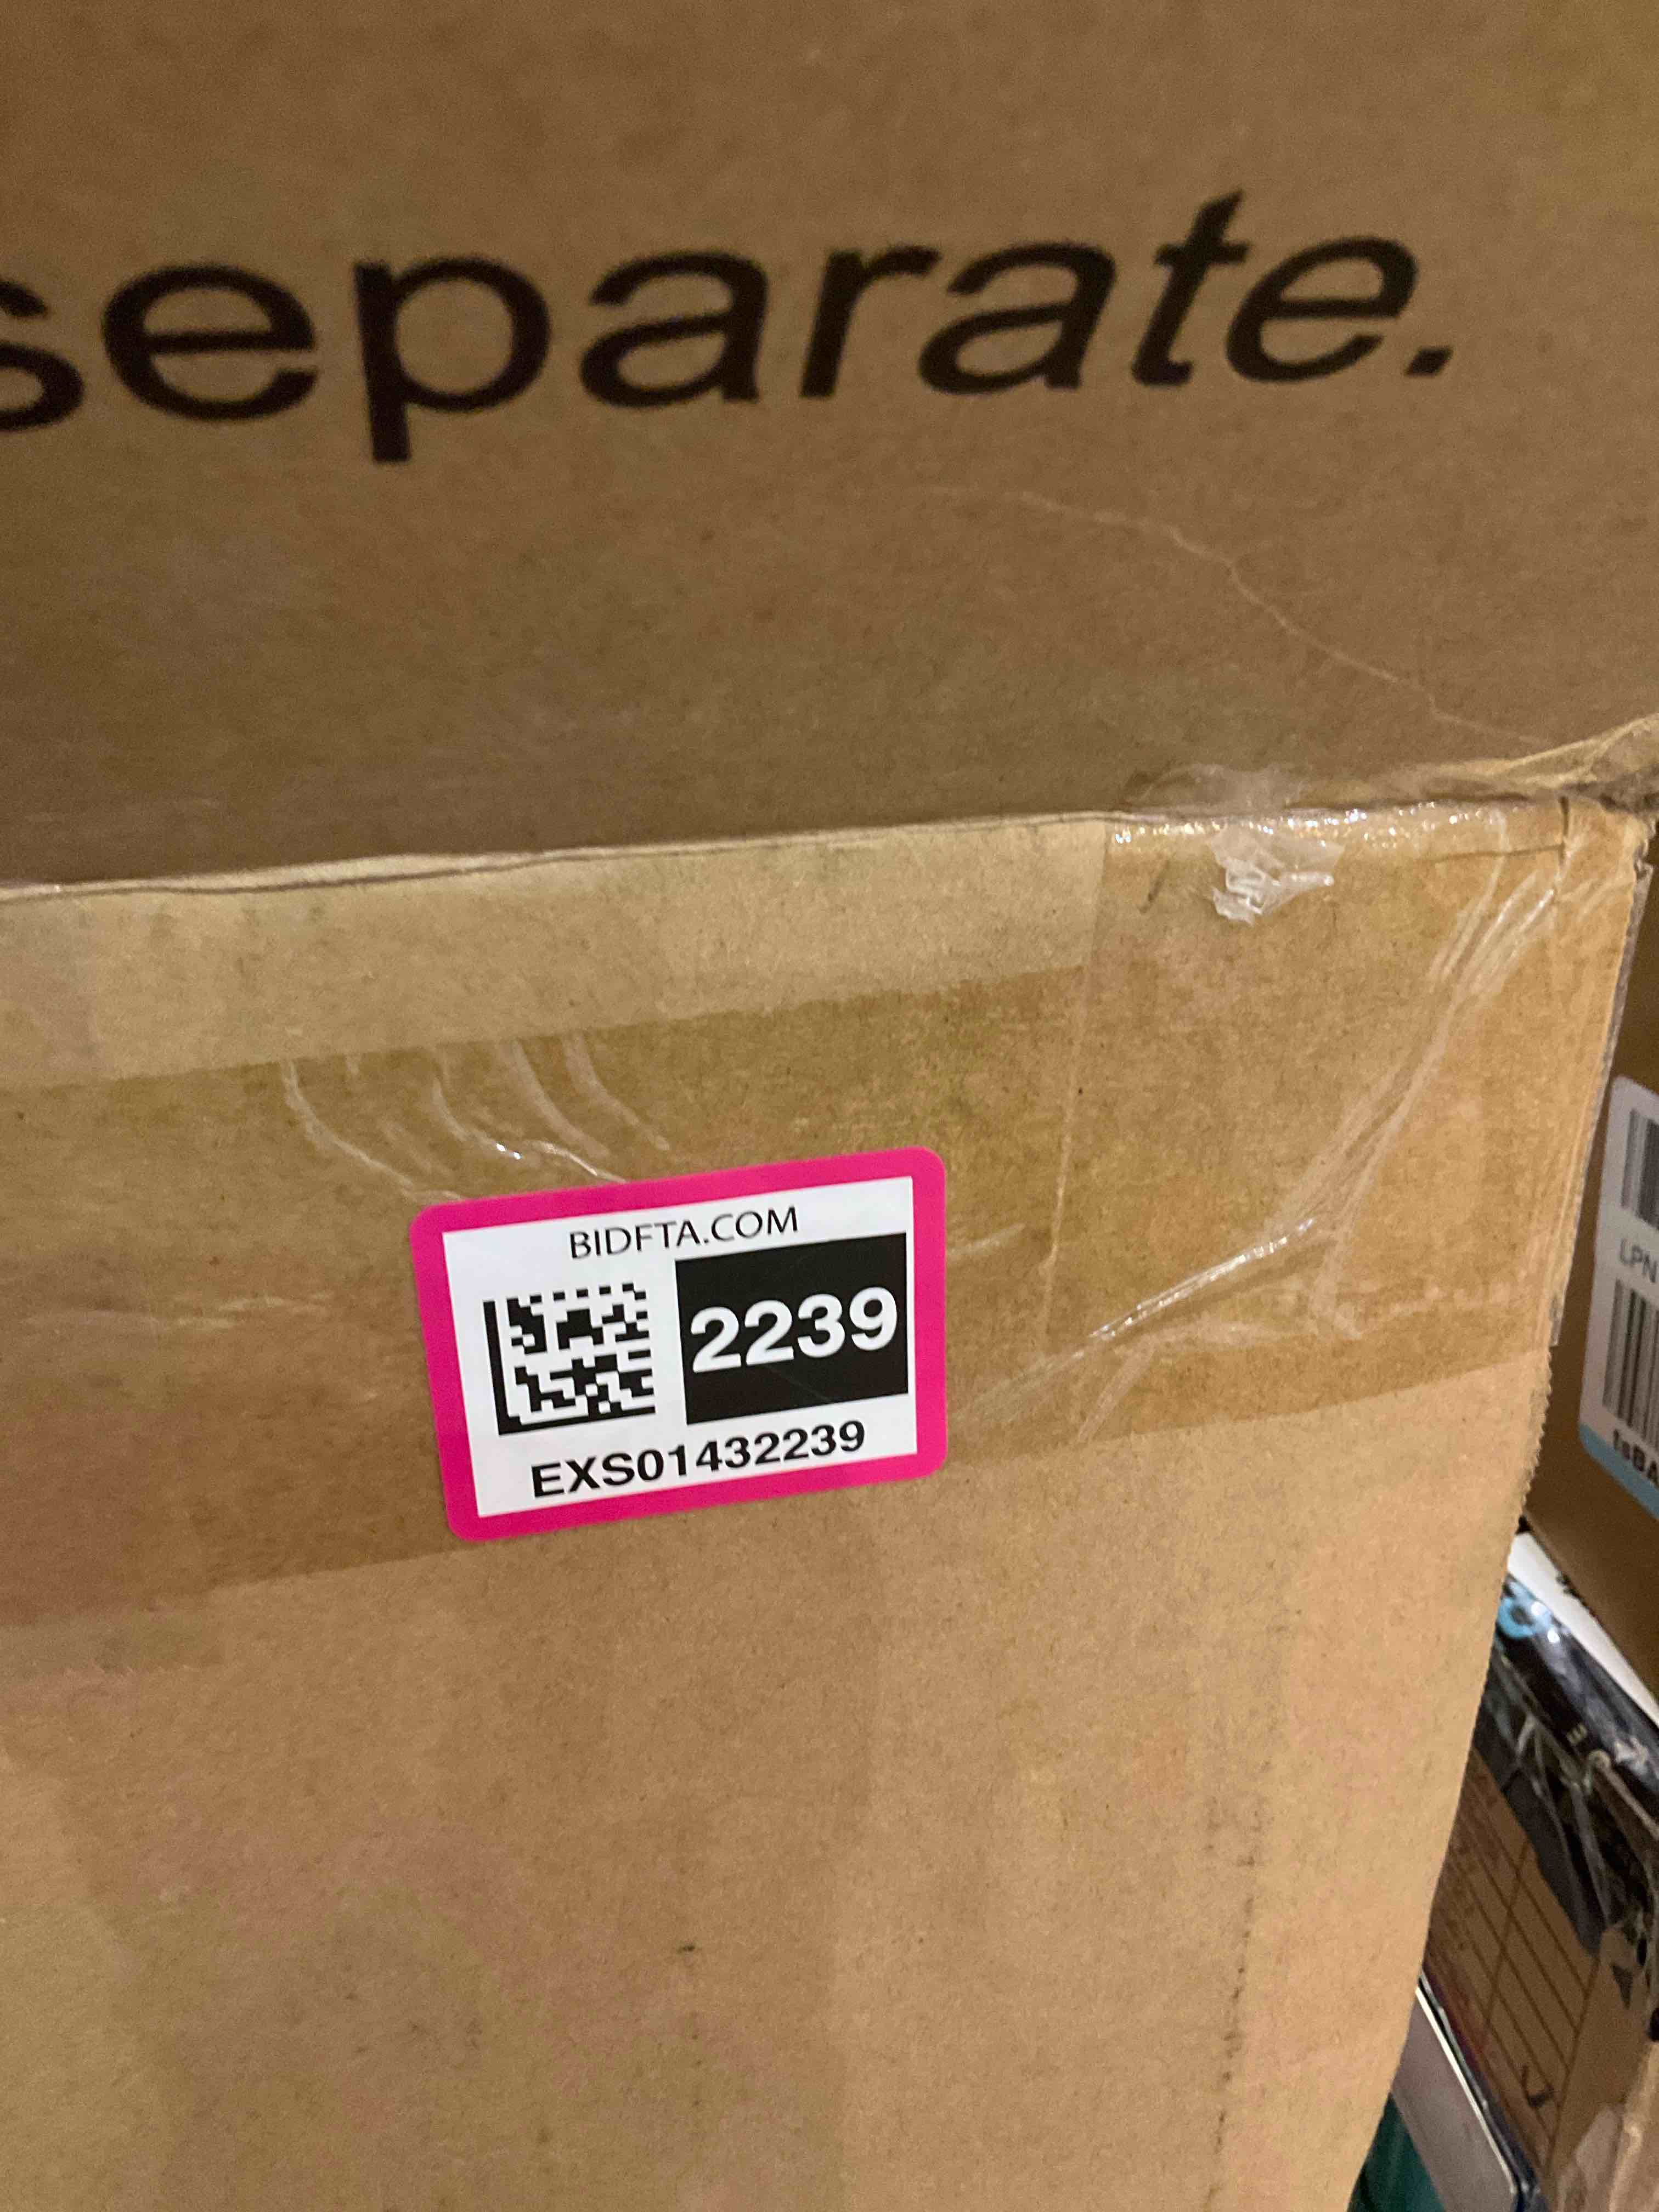 separate.
BIDFTA.COM
2239
EXS01432239
LPN